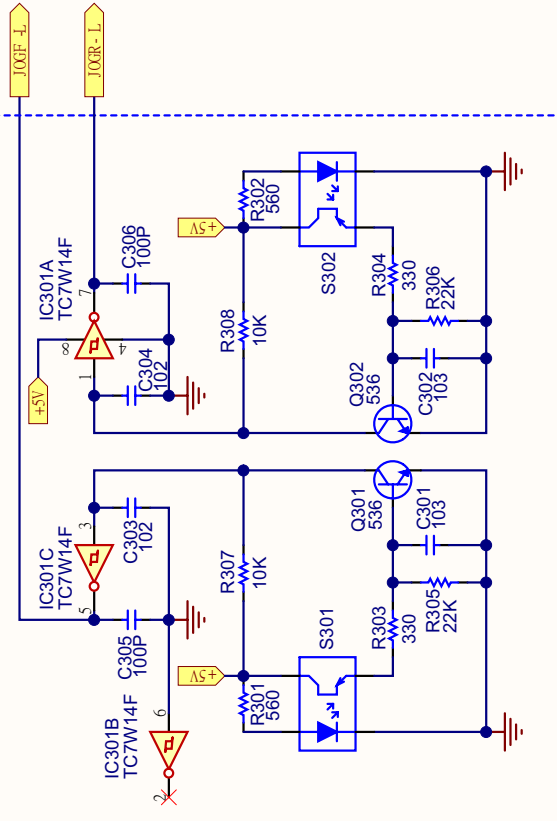 JOGF -L
JOGR- L
IC301A
TC7W14F
+5V
8
7
1
4
C306
100P
C304
102
+5V
R302
560
R308
10K
S302
R304
330
R306
22K
Q302
536
C302
103
IC301C
TC7W14F
3
5
C303
102
C305
100P
R307
10K
Q301
536
C301
103
R305
22K
R303
330
S301
+5V
R301
560
IC301B
TC7W14F
6
2